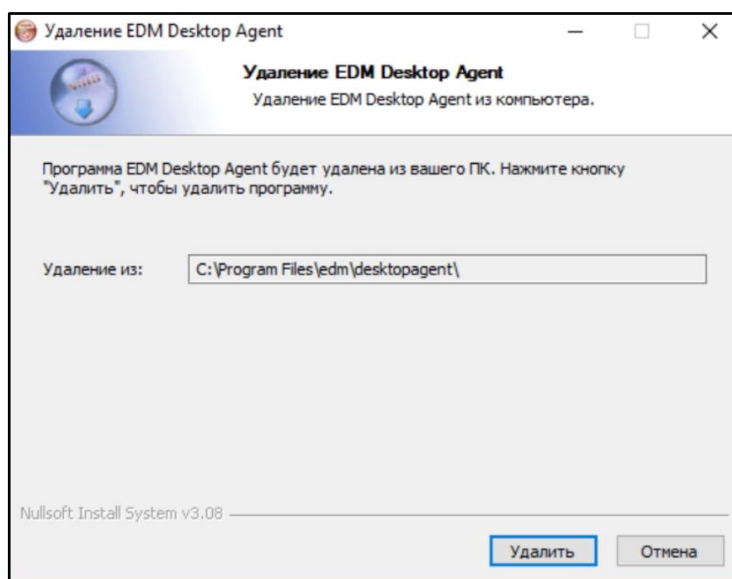 Удаление EDM Desktop Agent
Удаление EDM Desktop Agent
Удаление EDM Desktop Agent из компьютера.
Программа EDM Desktop Agent будет удалена из вашего ПК. Нажмите кнопку
"Удалить", чтобы удалить программу.
Удаление из: C:\Program Files\edm\desktopagent\
Nullsoft Install System v3.08
Удалить Отмена